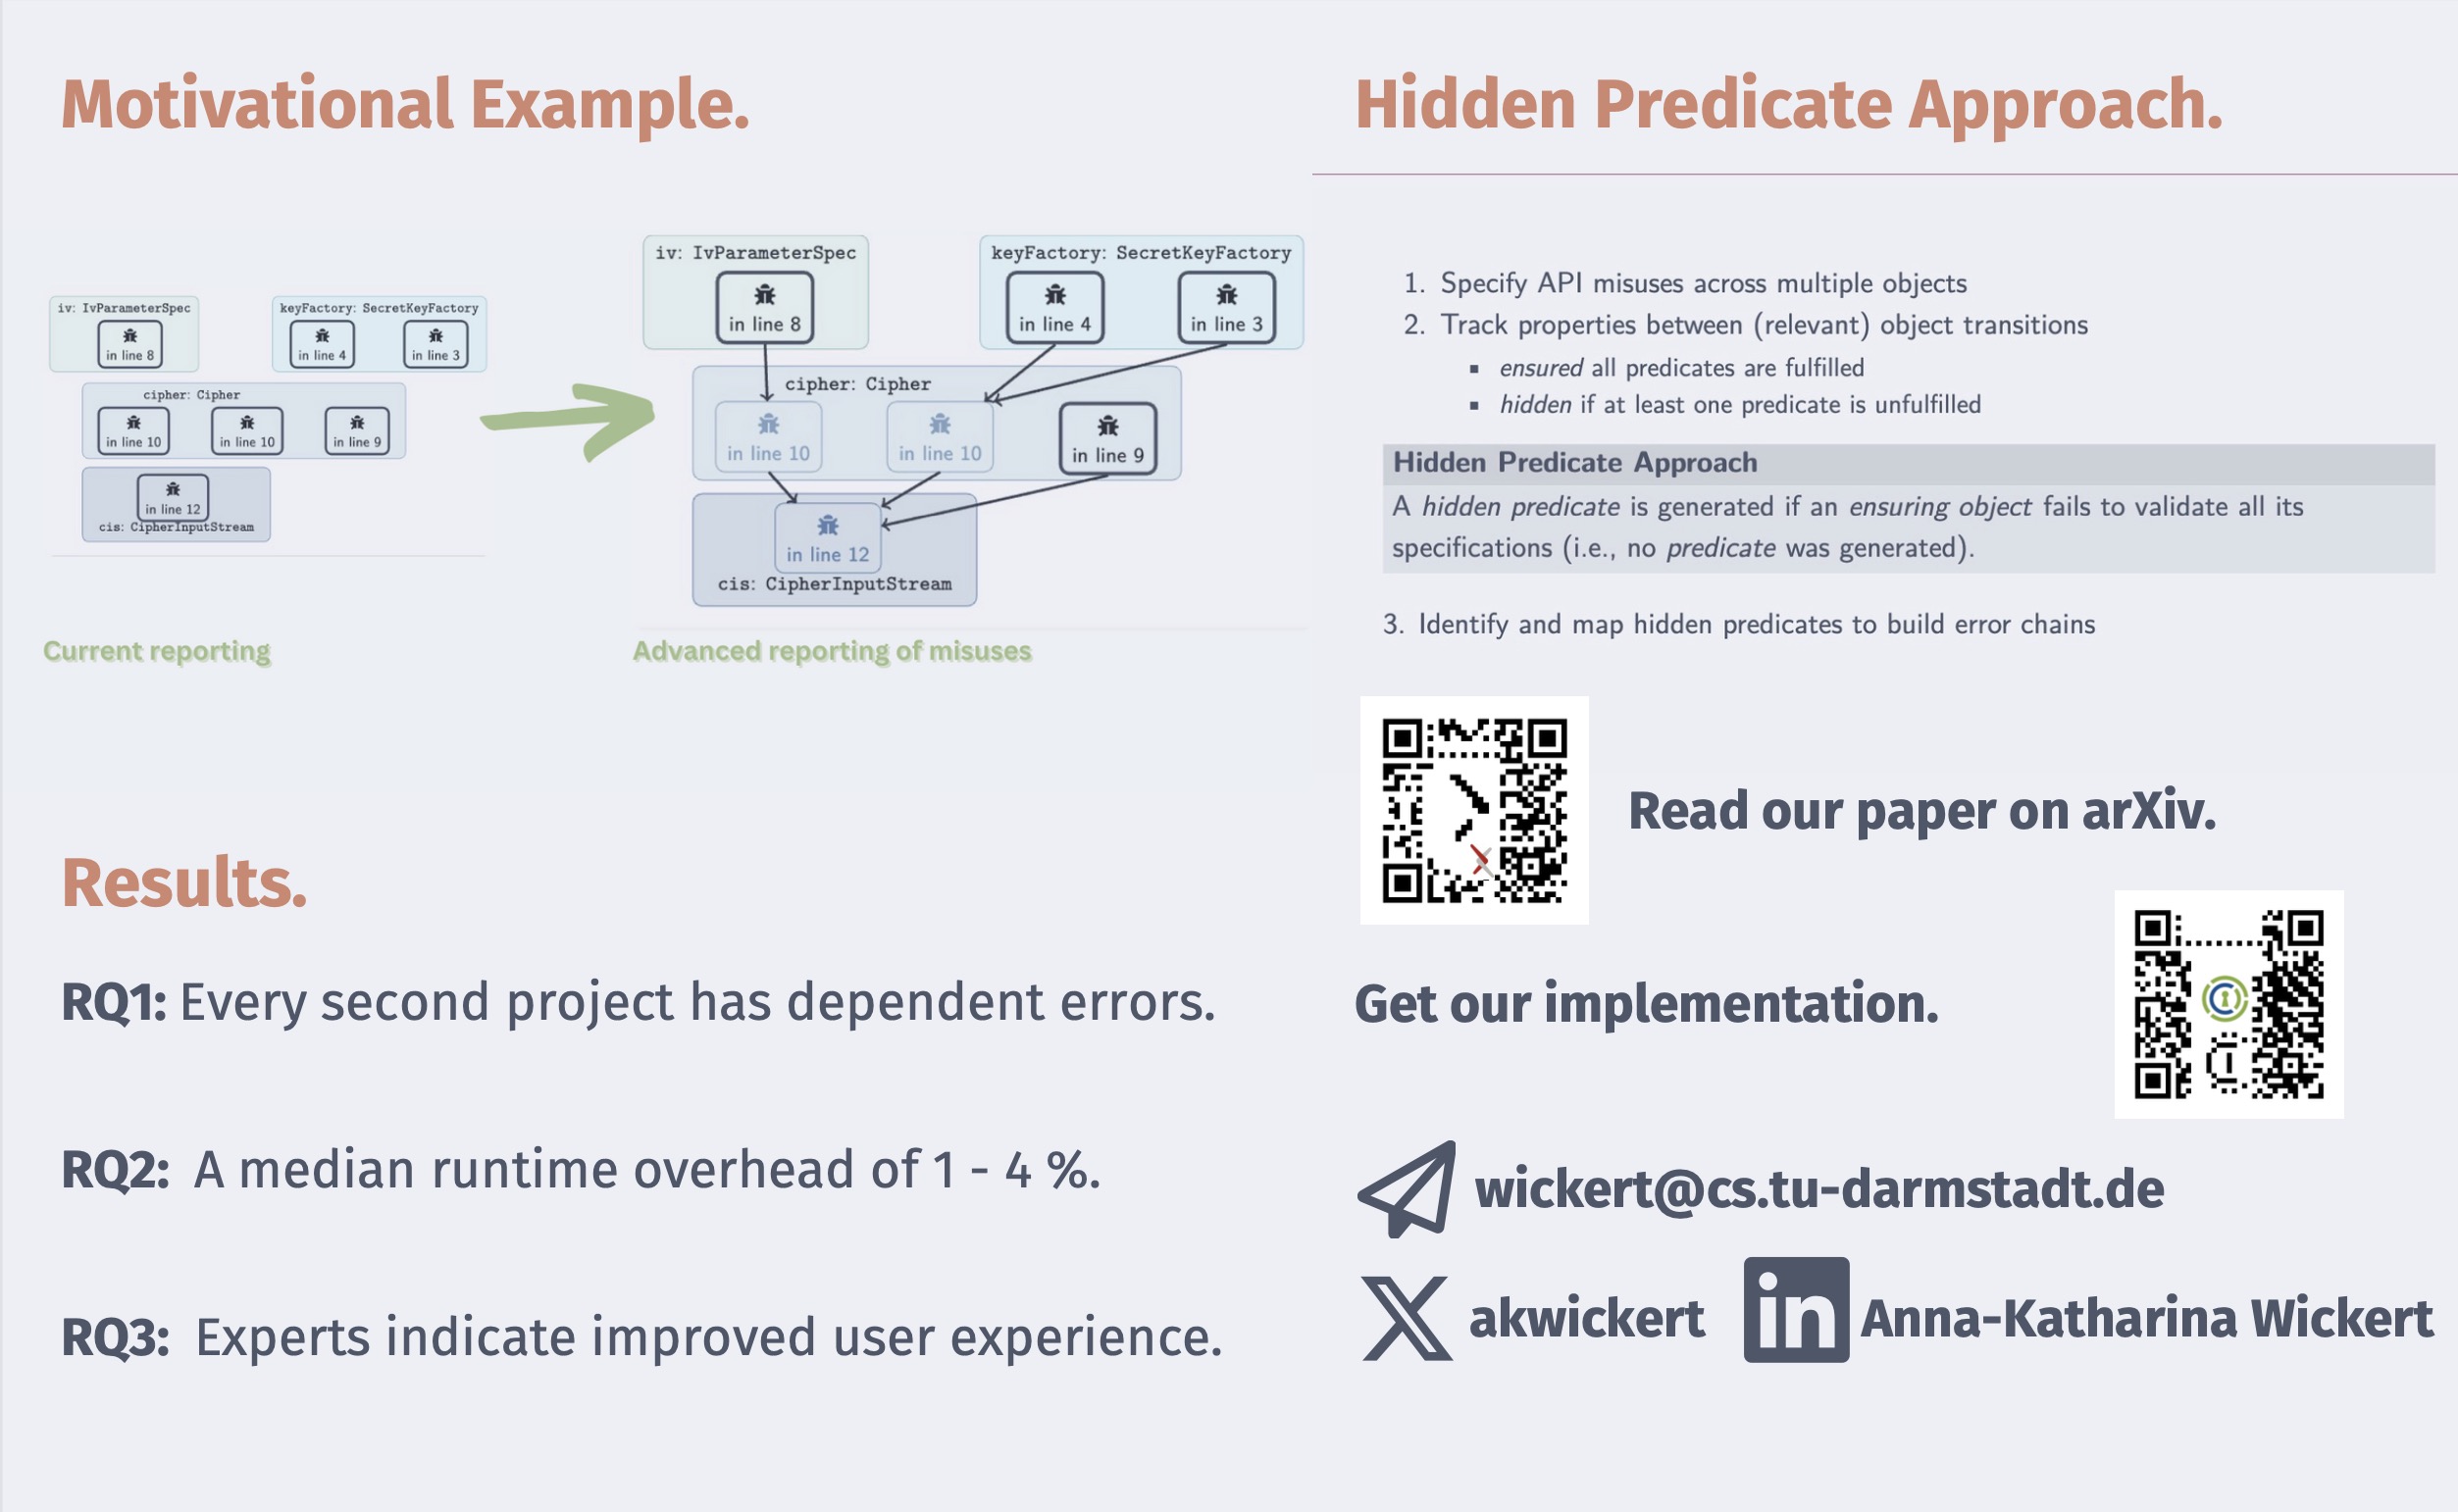 Motivational Example.
iv: IvParameterSpec
keyFactory: SecretKeyFactory
in line 8
in line 4
in line 3
cipher: Cipher
in line 10
in line 10
in line 9
in line 12
cis: CipherInputStream
Current reporting
iv: IvParameterSpec
keyFactory: SecretKeyFactory
in line 8
in line 4
in line 3
cipher: Cipher
in line 10
in line 10
in line 9
in line 12
cis: CipherInputStream
Advanced reporting of misuses
Hidden Predicate Approach.
1. Specify API misuses across multiple objects
2. Track properties between (relevant) object transitions
▪ ensured all predicates are fulfilled
▪ hidden if at least one predicate is unfulfilled
Hidden Predicate Approach
A hidden predicate is generated if an ensuring object fails to validate all its
specifications (i.e., no predicate was generated).
3. Identify and map hidden predicates to build error chains
Results.
RQ1: Every second project has dependent errors.
RQ2: A median runtime overhead of 1 - 4 %.
RQ3: Experts indicate improved user experience.
Read our paper on arXiv.
Get our implementation.
wickert@cs.tu-darmstadt.de
akwickert
in Anna-Katharina Wickert